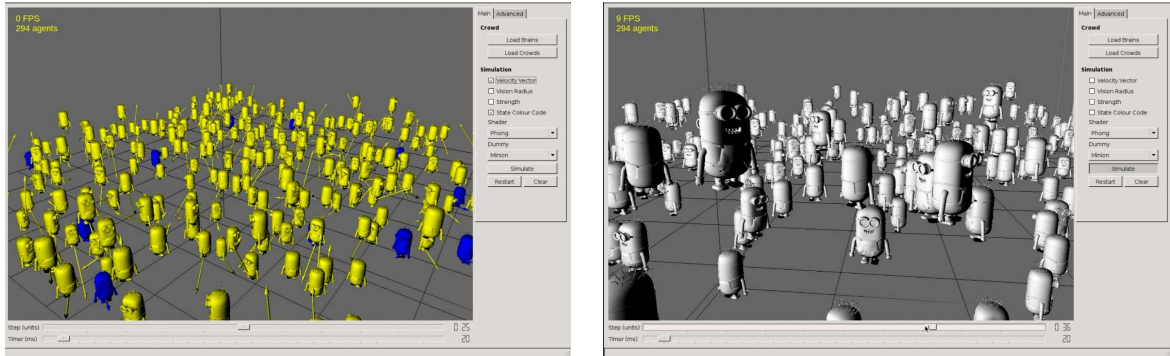 0 FPS
294 agents
Main Advanced
Crowd
Load Brains
Load Crowds
Simulation
Velocity Vector
Vision Radius
Strength
State Colour Code
Shader
Phong
Dummy
Minion
Simulate
Restart Clear
Step (units) 0.25
Timer (ms) 20
9 FPS
294 agents
Main Advanced
Crowd
Load Brains
Load Crowds
Simulation
Velocity Vector
Vision Radius
Strength
State Colour Code
Shader
Phong
Dummy
Minion
Simulate
Restart Clear
Step (units) 0.36
Timer (ms) 20